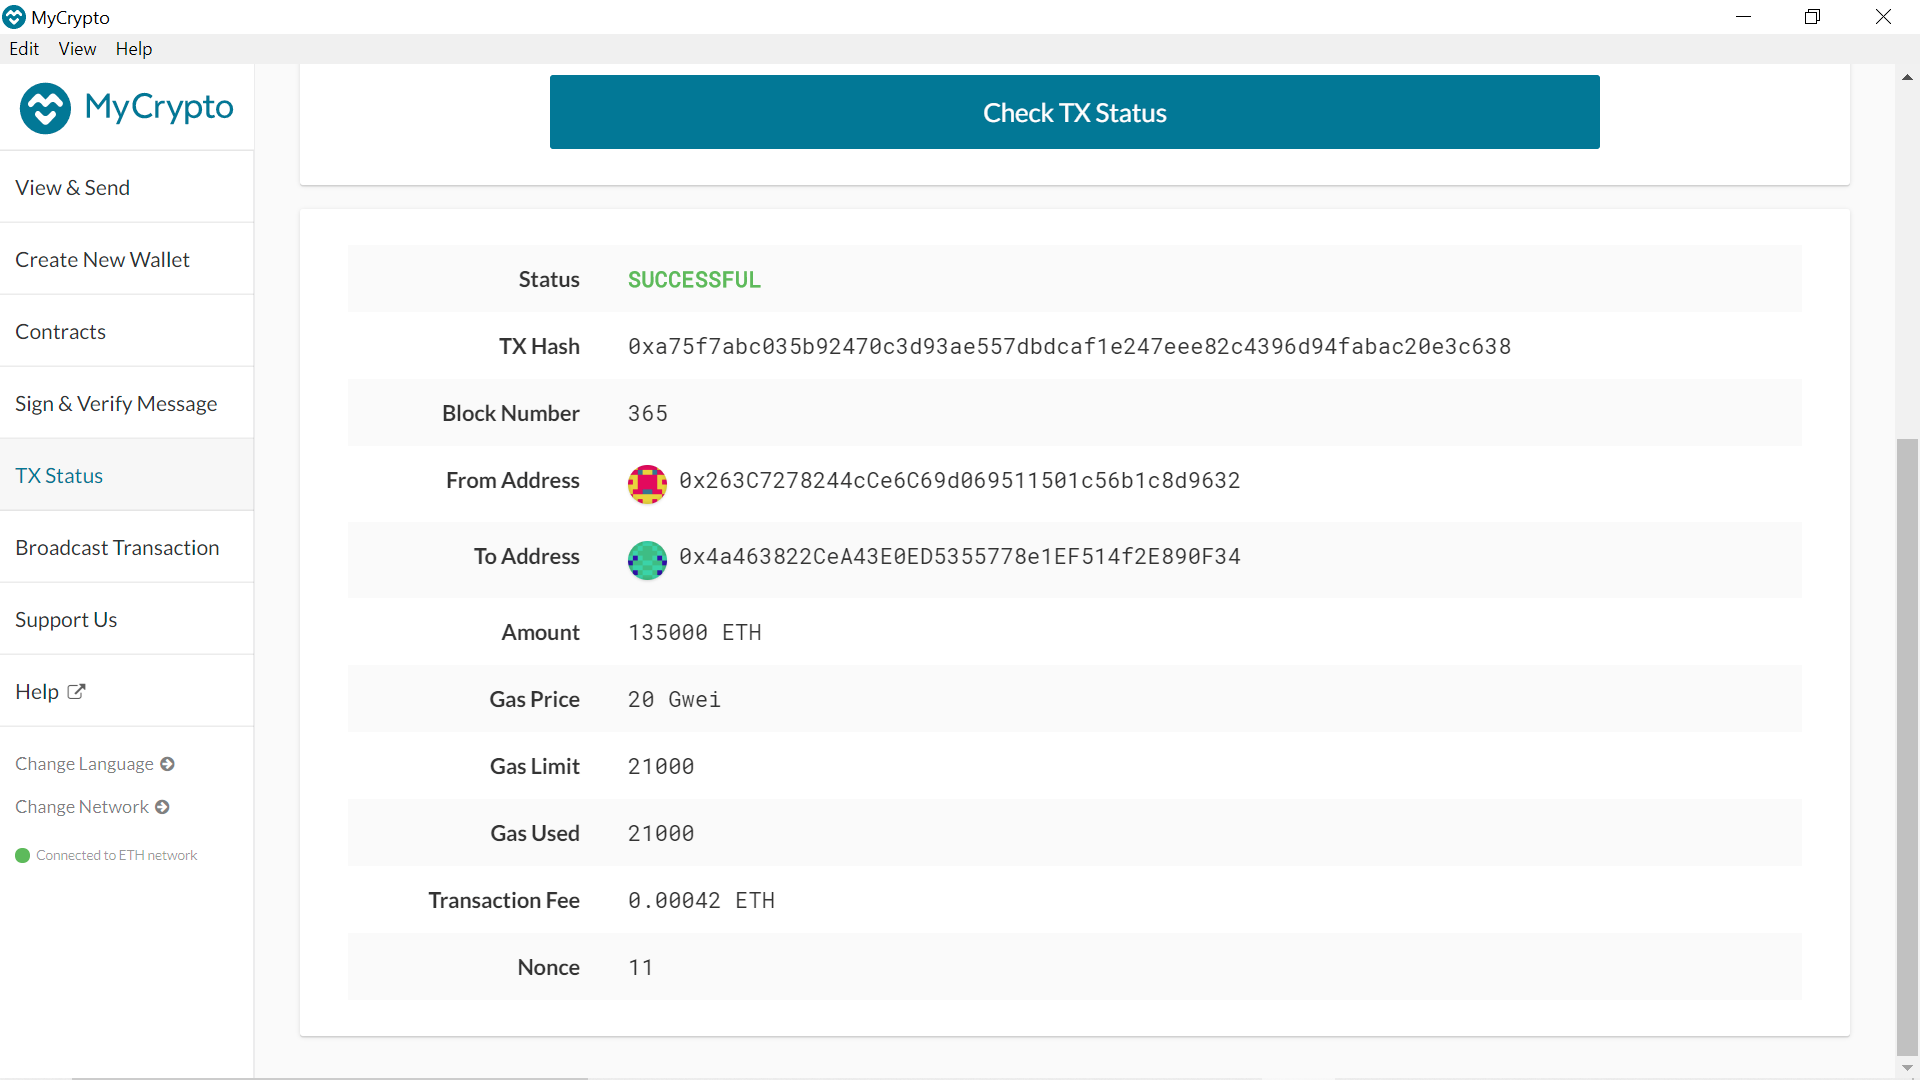 MyCrypto
Edit View Help
MyCrypto
View & Send
Create New Wallet
Contracts
Sign & Verify Message
TX Status
Broadcast Transaction
Support Us
Help
Change Language
Change Network
Connected to ETH network
Check TX Status
Status SUCCESSFUL
TX Hash 0xa75f7abc035b92470c3d93ae557dbdcaf1e247eee82c4396d94fabac20e3c638
Block Number 365
From Address 0x263C7278244cCe6C69d069511501c56b1c8d9632
To Address 0x4a463822CeA43E0ED5355778e1EF514f2E890F34
Amount 135000 ETH
Gas Price 20 Gwei
Gas Limit 21000
Gas Used 21000
Transaction Fee 0.00042 ETH
Nonce 11